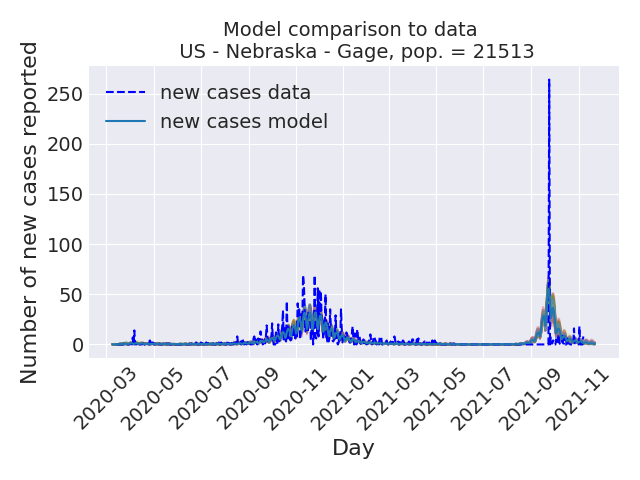 Model comparison to data
US - Nebraska - Gage, pop. = 21513
new cases data
new cases model
Number of new cases reported
250
200
150
100
50
0
2020-03
2020-05
2020-07
2020-09
2020-11
2021-01
2021-03
2021-05
2021-07
2021-09
2021-11
Day